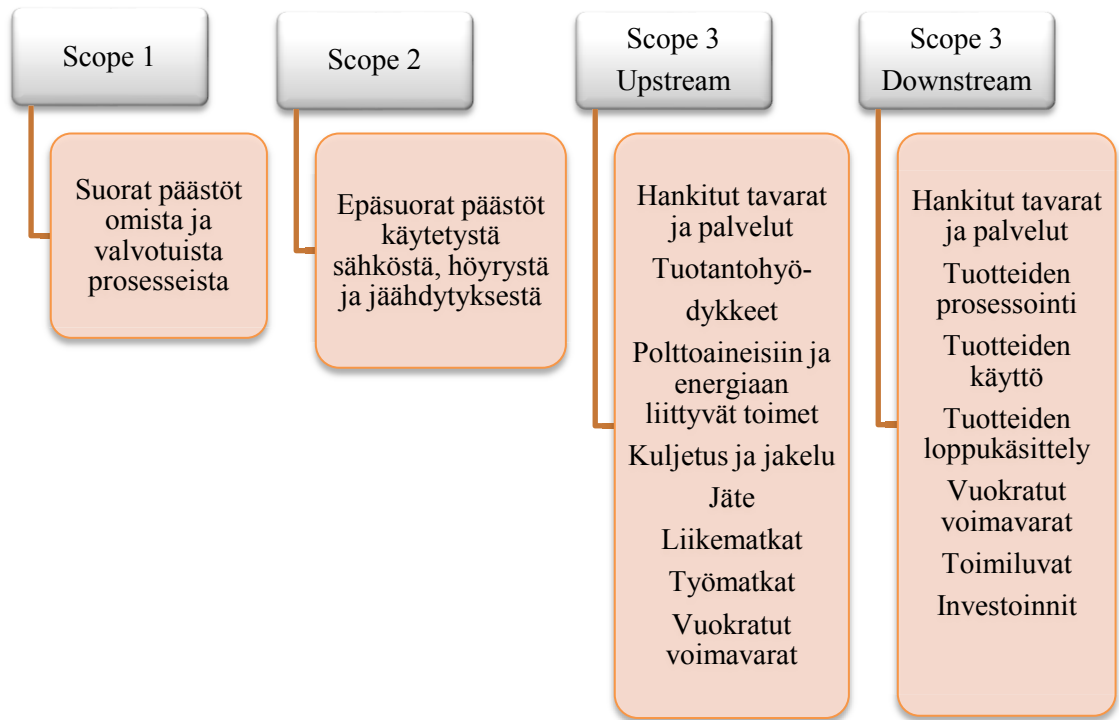 Scope 1
Suorat päästöt
omista ja
valvotuista
prosesseista
Scope 2
Epäsuorat päästöt
käytetystä
sähköstä, höyrystä
ja jäähdytyksestä
Scope 3
Upstream
Hankitut tavarat
ja palvelut
Tuotantohyö-
dykkeet
Polttoaineisiin ja
energiaan
liittyvät toimet
Kuljetus ja jakelu
Jäte
Liikematkat
Työmatkat
Vuokratut
voimavarat
Scope 3
Downstream
Hankitut tavarat
ja palvelut
Tuotteiden
prosessointi
Tuotteiden
käyttö
Tuotteiden
loppukäsittely
Vuokratut
voimavarat
Toimiluvat
Investoinnit